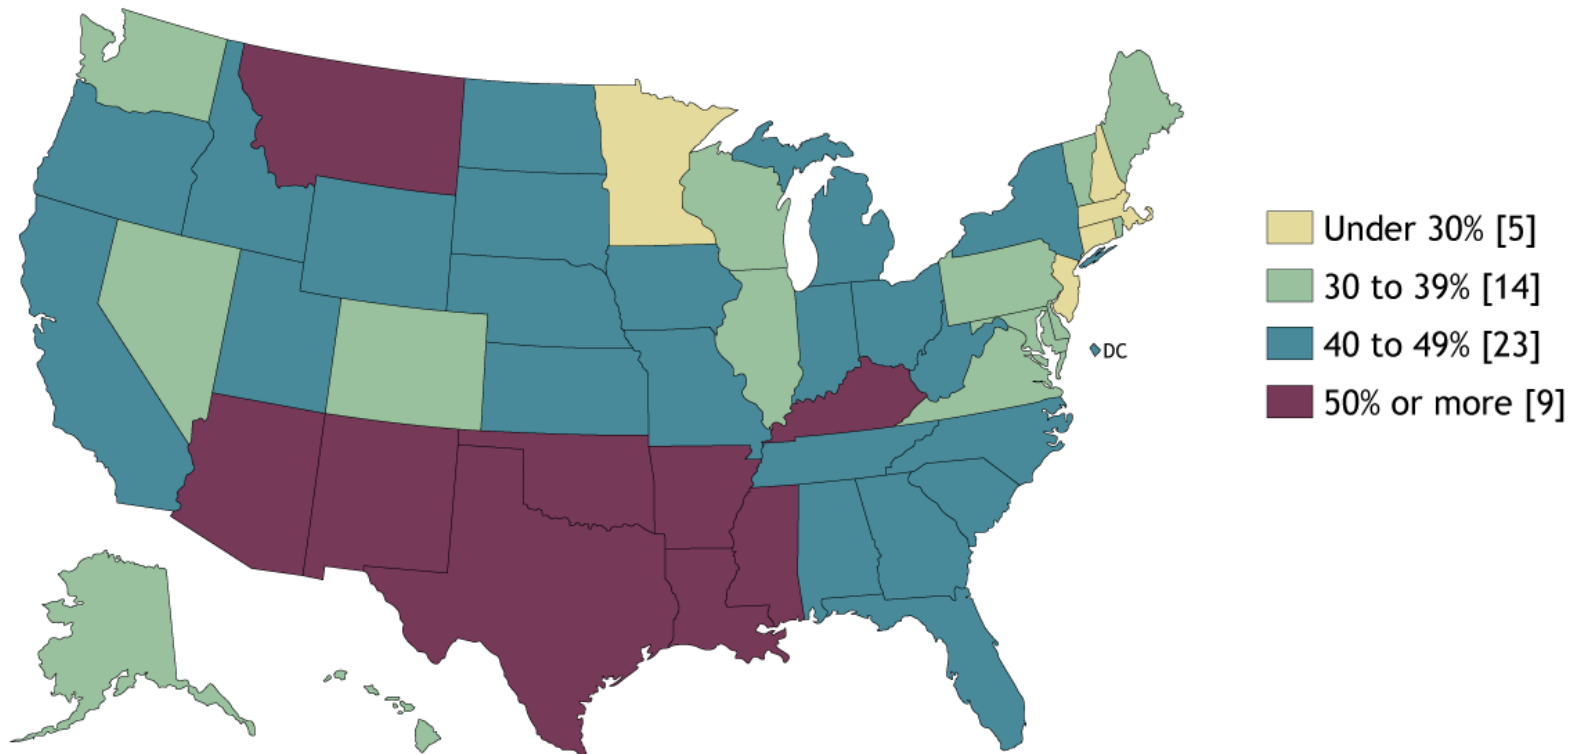 Under 30% [5]
30 to 39% [14]
40 to 49% [23]
50% or more [9]
DC